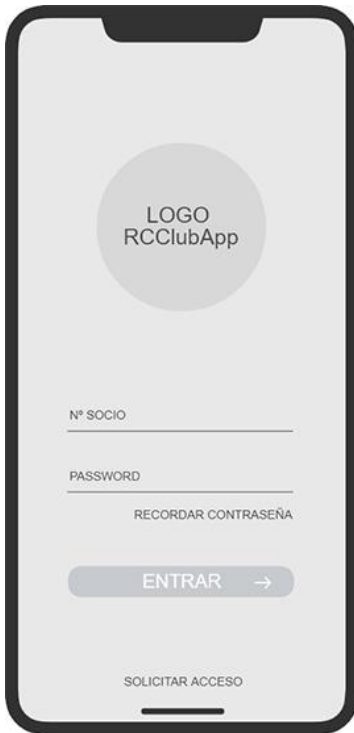 LOGO
RCClubApp
Nº SOCIO
PASSWORD
RECORDAR CONTRASEÑA
ENTRAR →
SOLICITAR ACCESO